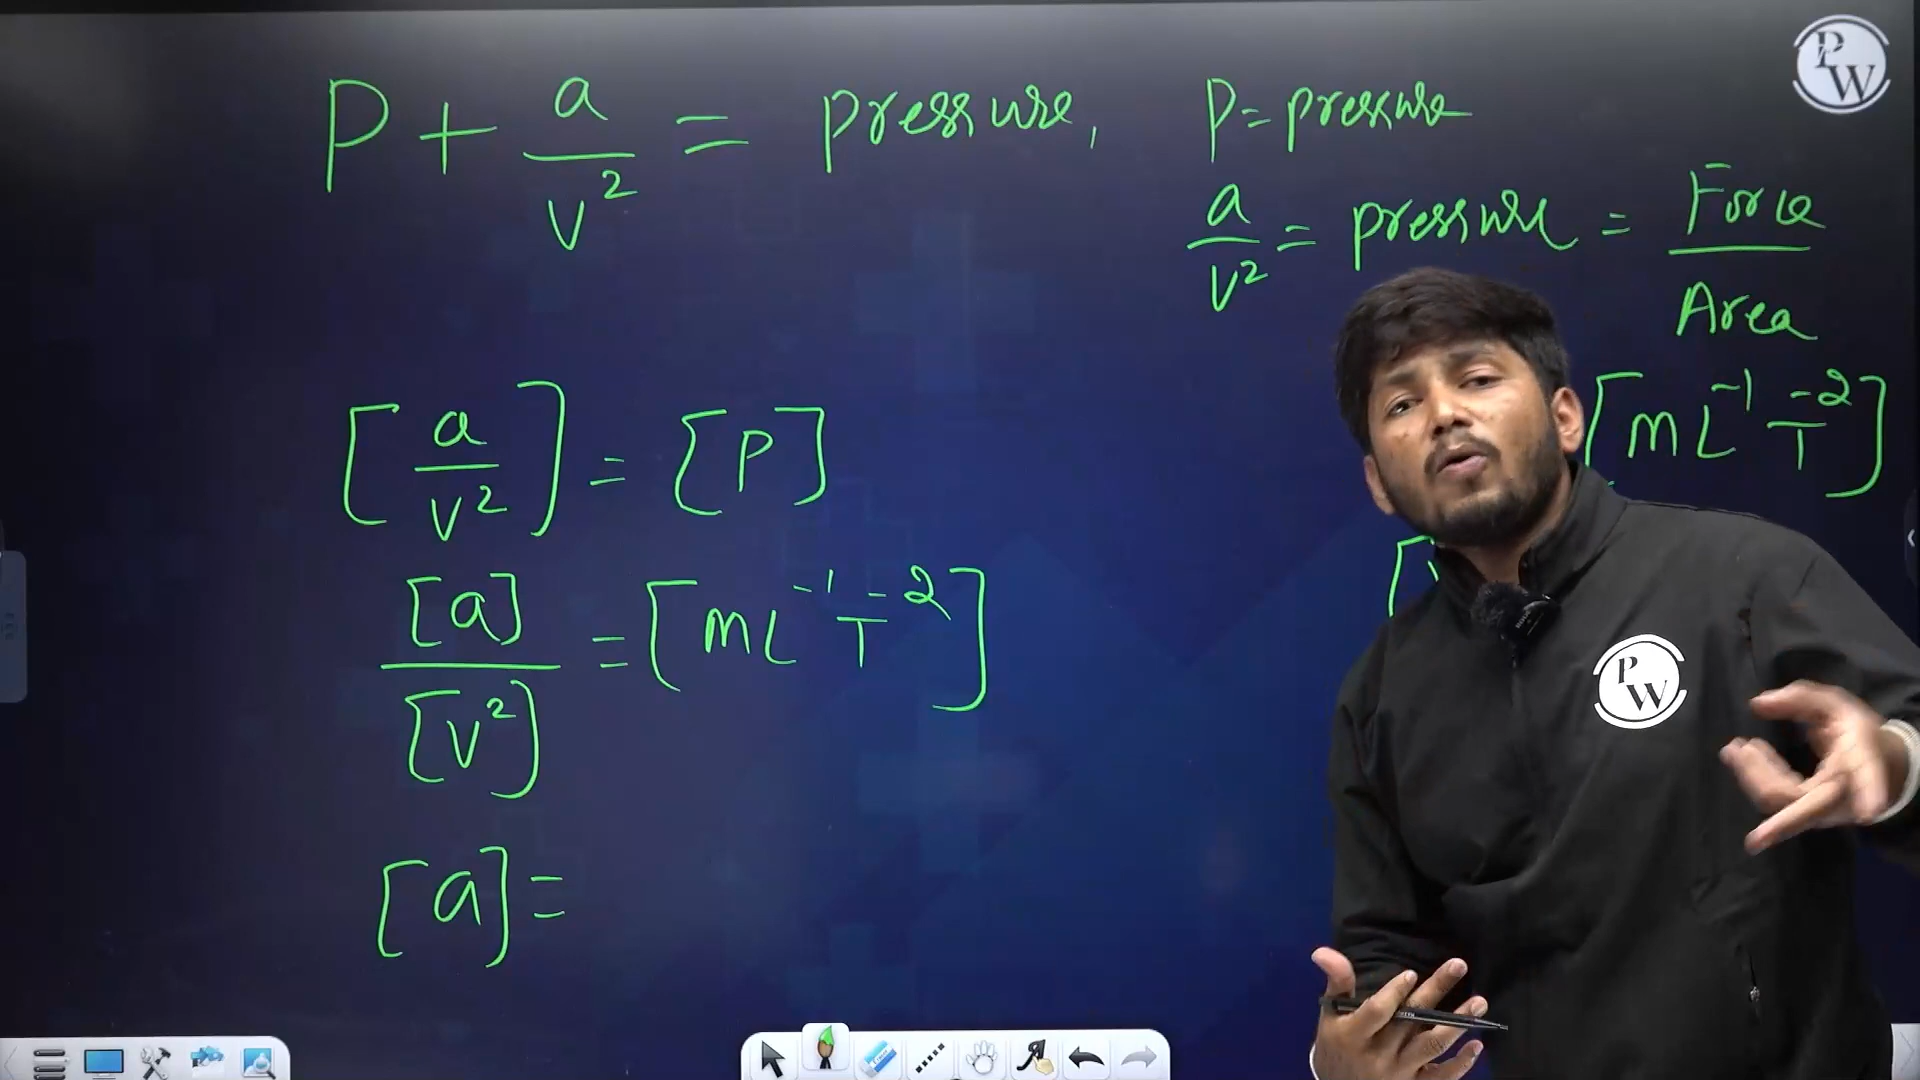 P + a/v² = pressure, P = pressure
a/v² = pressure = Force/Area
[a/v²] = [P]
[mL⁻¹T⁻²]
[a]/[v²] = [mL⁻¹T⁻²]
[a] =
PW
PW